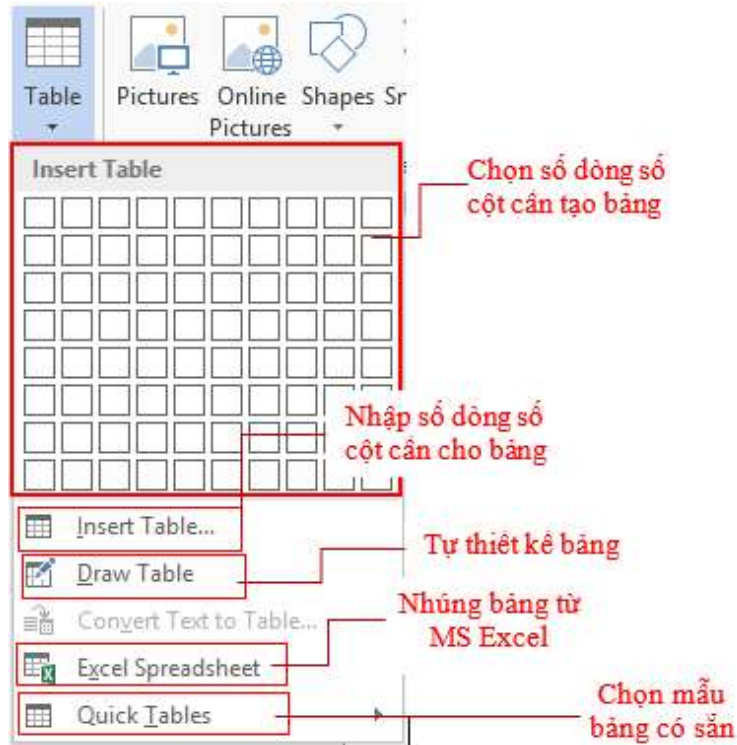 Table
Pictures
Online
Pictures
Shapes
Insert Table
Chọn số dòng số
cột cần tạo bảng
Nhập số dòng số
cột cần cho bảng
Insert Table...
Draw Table
Tự thiết kê bảng
Convert Text to Table...
Nhúng bảng từ
MS Excel
Excel Spreadsheet
Quick Tables
Chọn mẫu
bảng có sẵn